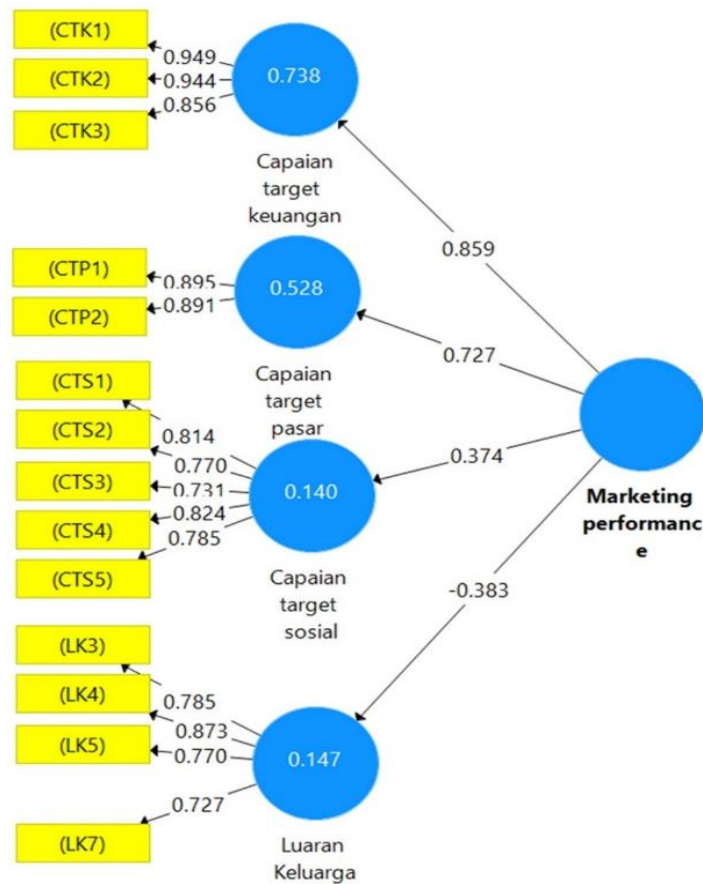 (CTK1)
(CTK2)
(CTK3)
0.949
0.944
0.856
0.738
Capaian
target
keuangan
0.859
(CTP1)
(CTP2)
0.895
0.891
0.528
Capaian
target
pasar
0.727
(CTS1)
(CTS2)
(CTS3)
(CTS4)
(CTS5)
0.814
0.770
0.731
0.824
0.785
0.140
Capaian
target
sosial
0.374
Marketing
performanc
e
-0.383
(LK3)
(LK4)
(LK5)
(LK7)
0.785
0.873
0.770
0.727
0.147
Luaran
Keluarga